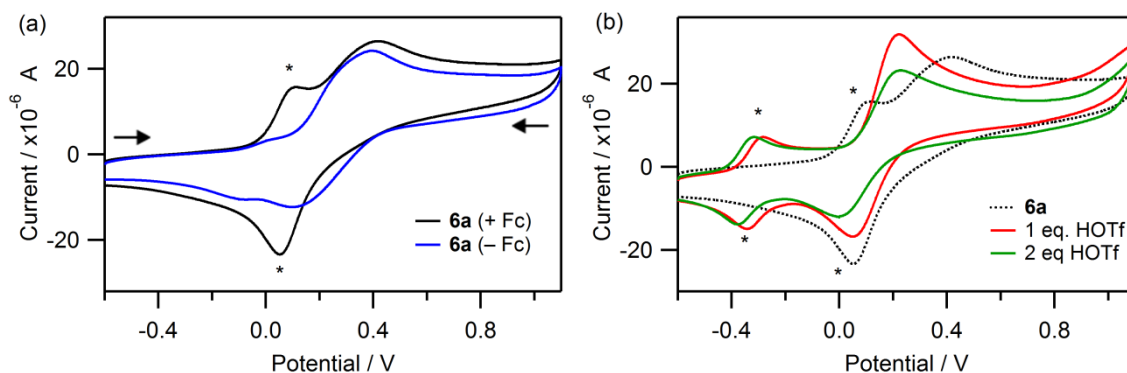 (a)
*
20
0
-20
Current / x10⁻⁶ A
6a (+ Fc)
6a (– Fc)
*
-0.4
0.0
0.4
0.8
Potential / V
(b)
*
*
20
0
-20
Current / x10⁻⁶ A
6a
1 eq. HOTf
2 eq HOTf
*
*
-0.4
0.0
0.4
0.8
Potential / V